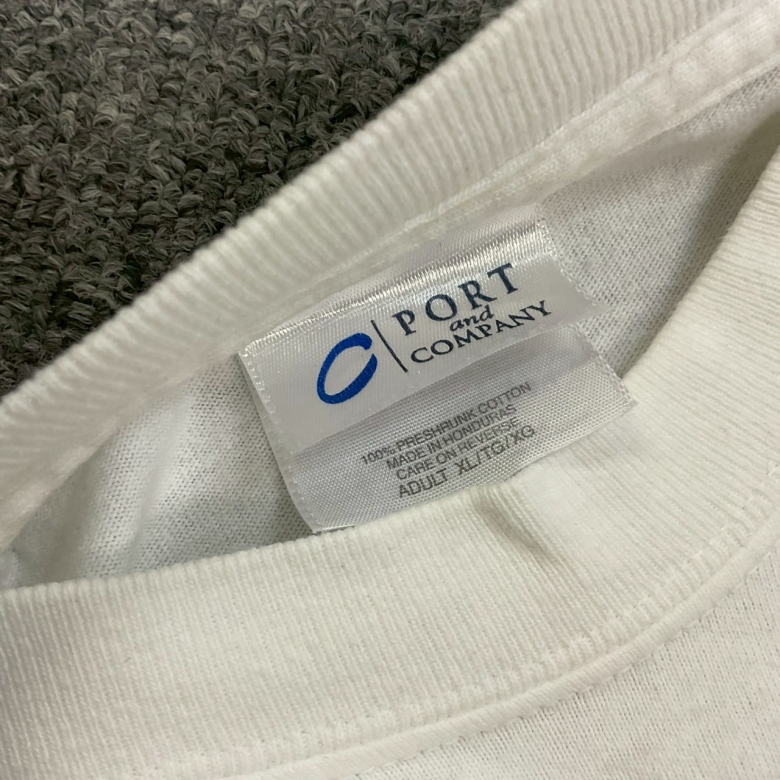 PORT
and
COMPANY
100% PRESHRUNK COTTON
MADE IN HONDURAS
CARE ON REVERSE
ADULT XL/TG/XG